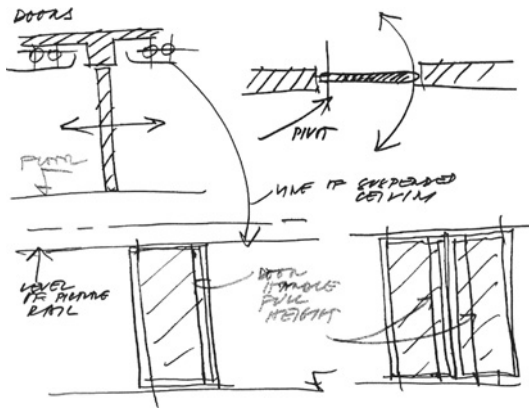 DOORS
PIVOT
LINE OF SUSPENDED
CEILING
LEVEL
OF PICTURE
RAIL
DOOR
HANDLE
FULL
HEIGHT